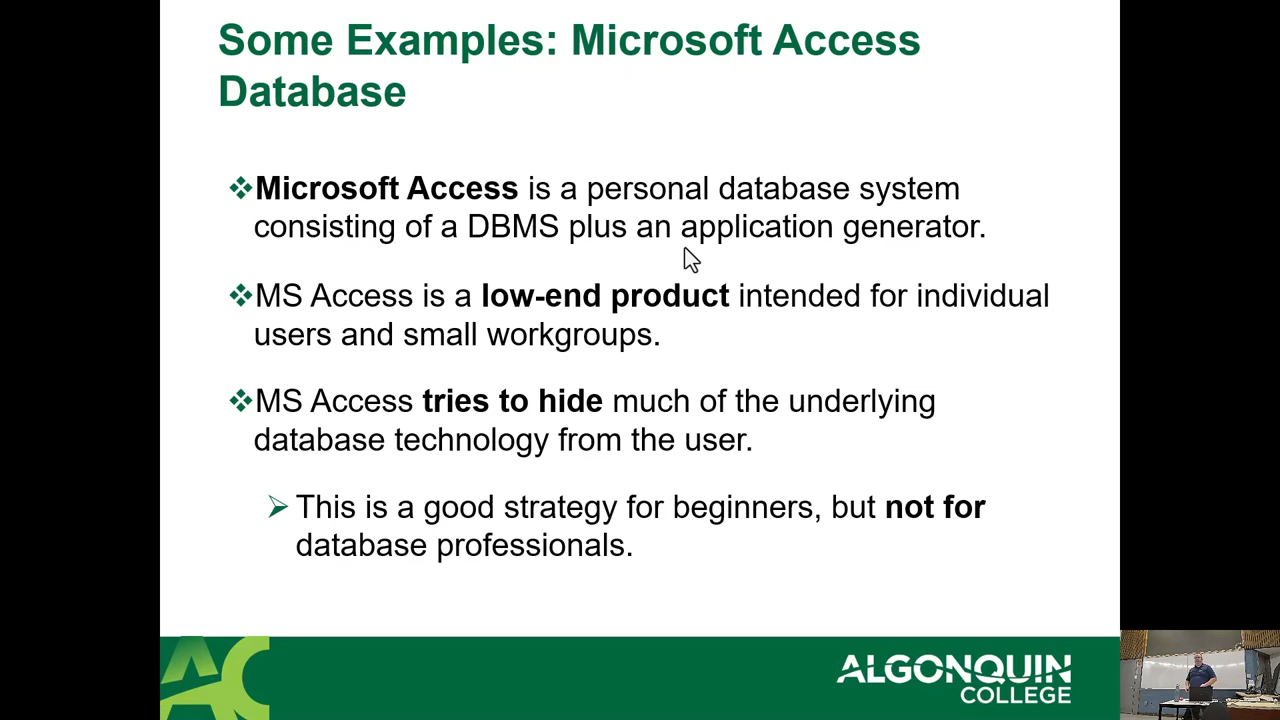 Some Examples: Microsoft Access
Database
Microsoft Access is a personal database system
consisting of a DBMS plus an application generator.
MS Access is a low-end product intended for individual
users and small workgroups.
MS Access tries to hide much of the underlying
database technology from the user.
This is a good strategy for beginners, but not for
database professionals.
AC
ALGONQUIN
COLLEGE